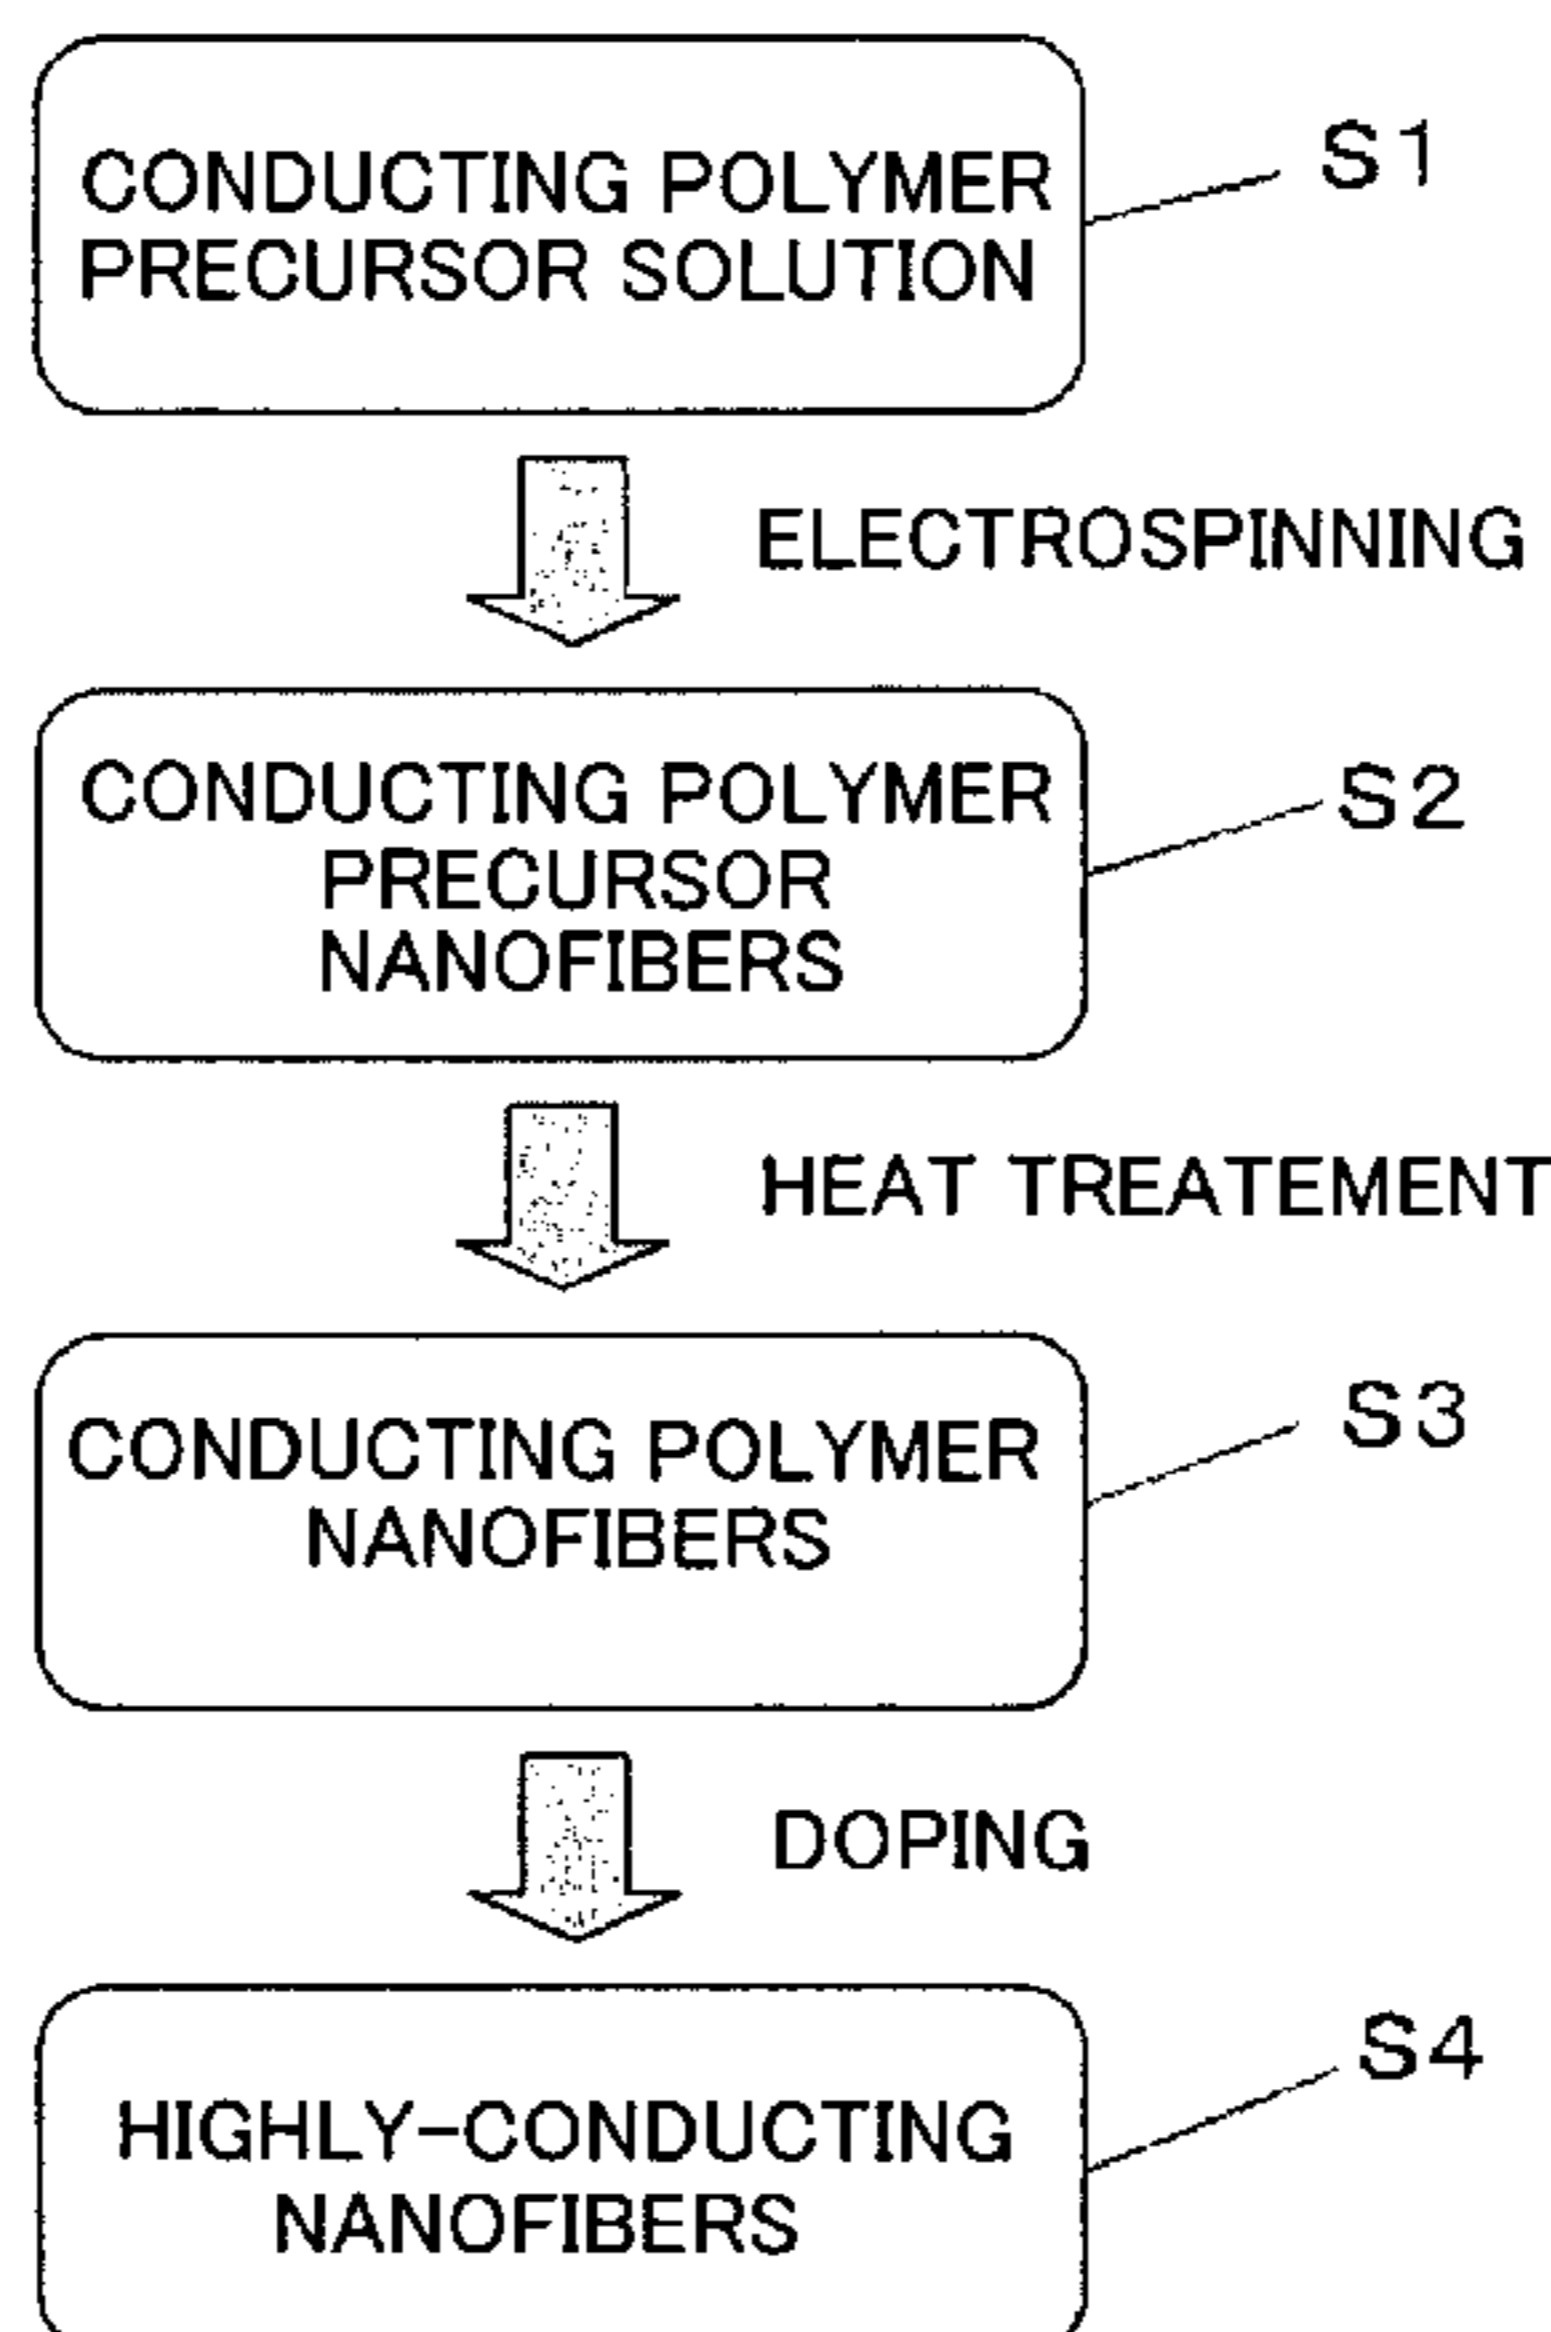 CONDUCTING POLYMER
PRECURSOR SOLUTION
S1
ELECTROSPINNING
CONDUCTING POLYMER
PRECURSOR
NANOFIBERS
S2
HEAT TREATEMENT
CONDUCTING POLYMER
NANOFIBERS
S3
DOPING
HIGHLY-CONDUCTING
NANOFIBERS
S4